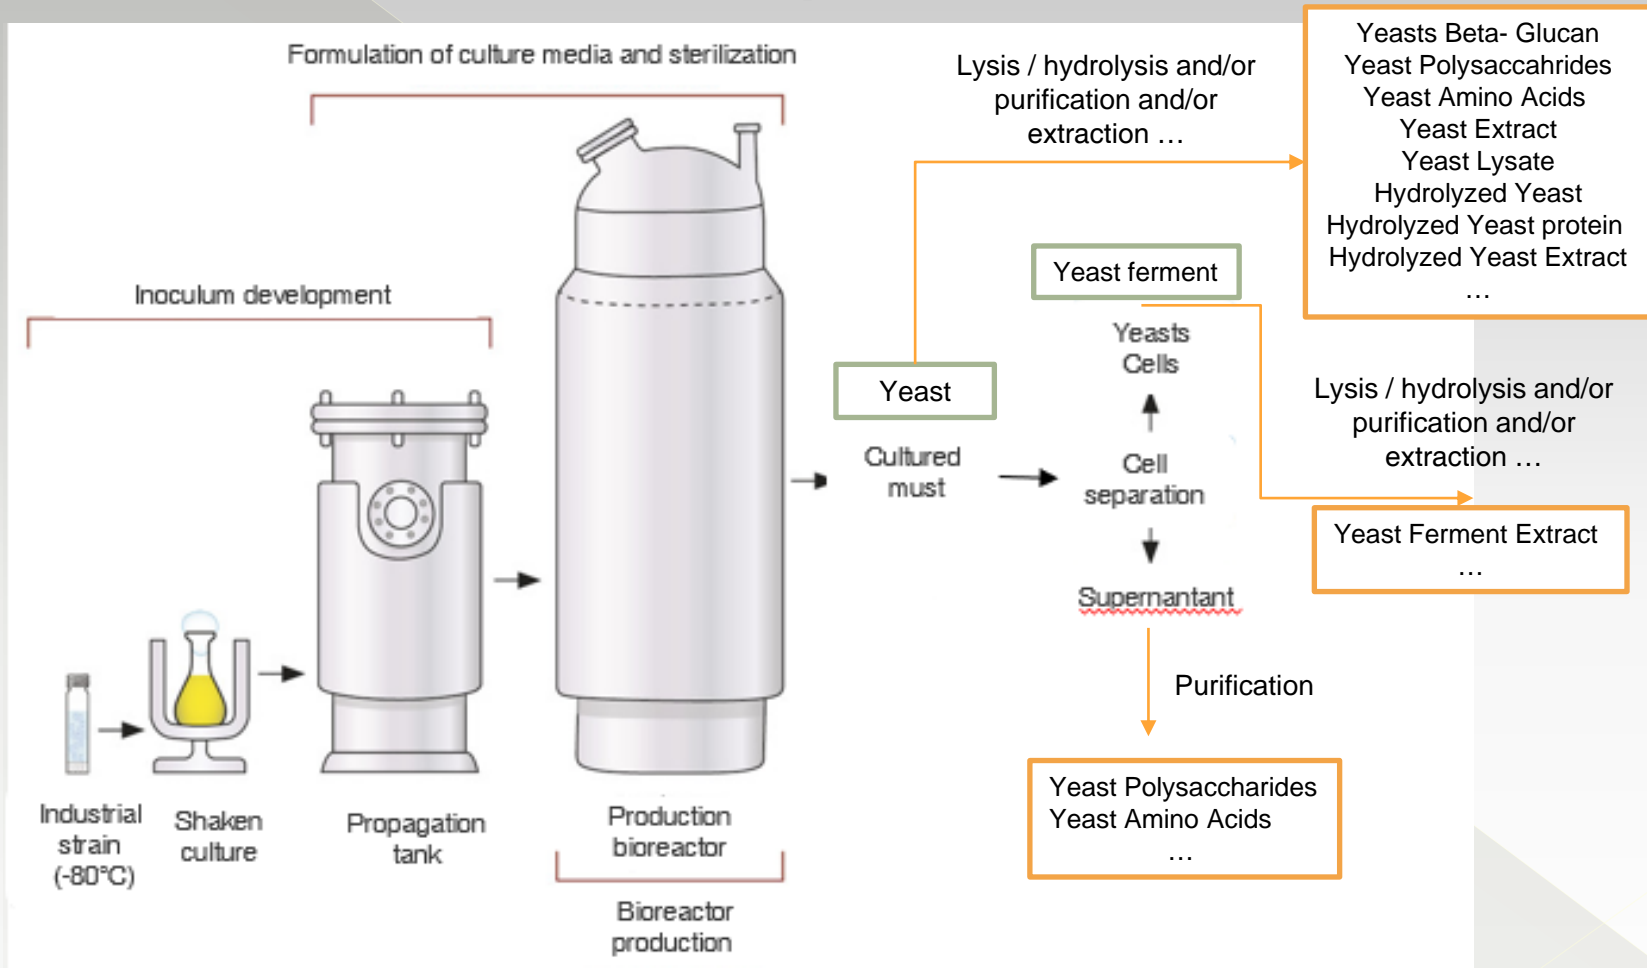 Formulation of culture media and sterilization
Lysis / hydrolysis and/or
purification and/or
extraction …
Yeasts Beta- Glucan
Yeast Polysaccahrides
Yeast Amino Acids
Yeast Extract
Yeast Lysate
Hydrolyzed Yeast
Hydrolyzed Yeast protein
Hydrolyzed Yeast Extract
…
Inoculum development
Yeast ferment
Yeasts
Cells
Yeast
Lysis / hydrolysis and/or
purification and/or
extraction …
Cultured
must
Cell
separation
Yeast Ferment Extract
…
Supernantant
Purification
Yeast Polysaccharides
Yeast Amino Acids
…
Industrial
strain
(-80°C)
Shaken
culture
Propagation
tank
Production
bioreactor
Bioreactor
production